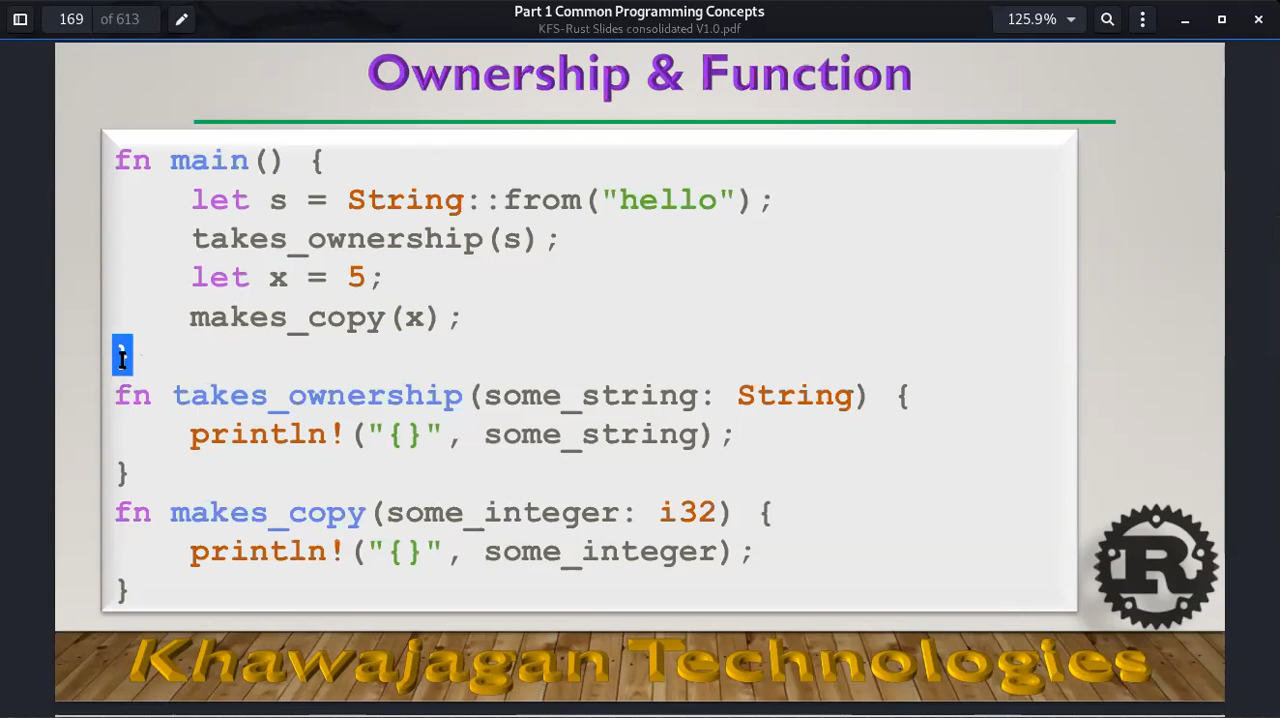 169 of 613
Part 1 Common Programming Concepts
KFS-Rust Slides consolidated V1.0.pdf
125.9%
Ownership & Function
fn main() {
    let s = String::from("hello");
    takes_ownership(s);
    let x = 5;
    makes_copy(x);
}
fn takes_ownership(some_string: String) {
    println!("{}", some_string);
}
fn makes_copy(some_integer: i32) {
    println!("{}", some_integer);
}
R
Khawajagan Technologies